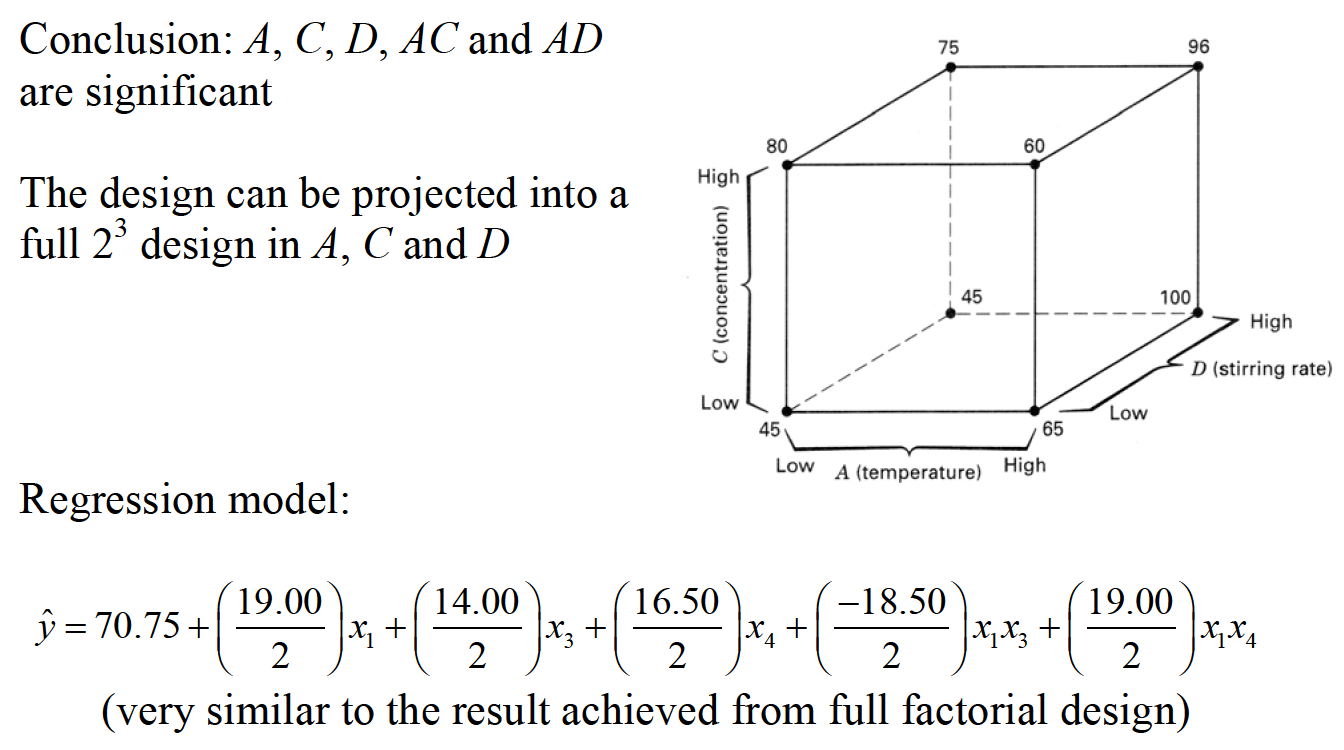 Conclusion: A, C, D, AC and AD
are significant
The design can be projected into a
full 2³ design in A, C and D
75
96
80
60
High
C (concentration)
45
100
High
D (stirring rate)
Low
Low
45
65
Low A (temperature) High
Regression model:
ŷ = 70.75 + (19.00/2)x₁ + (14.00/2)x₃ + (16.50/2)x₄ + (−18.50/2)x₁x₃ + (19.00/2)x₁x₄
(very similar to the result achieved from full factorial design)